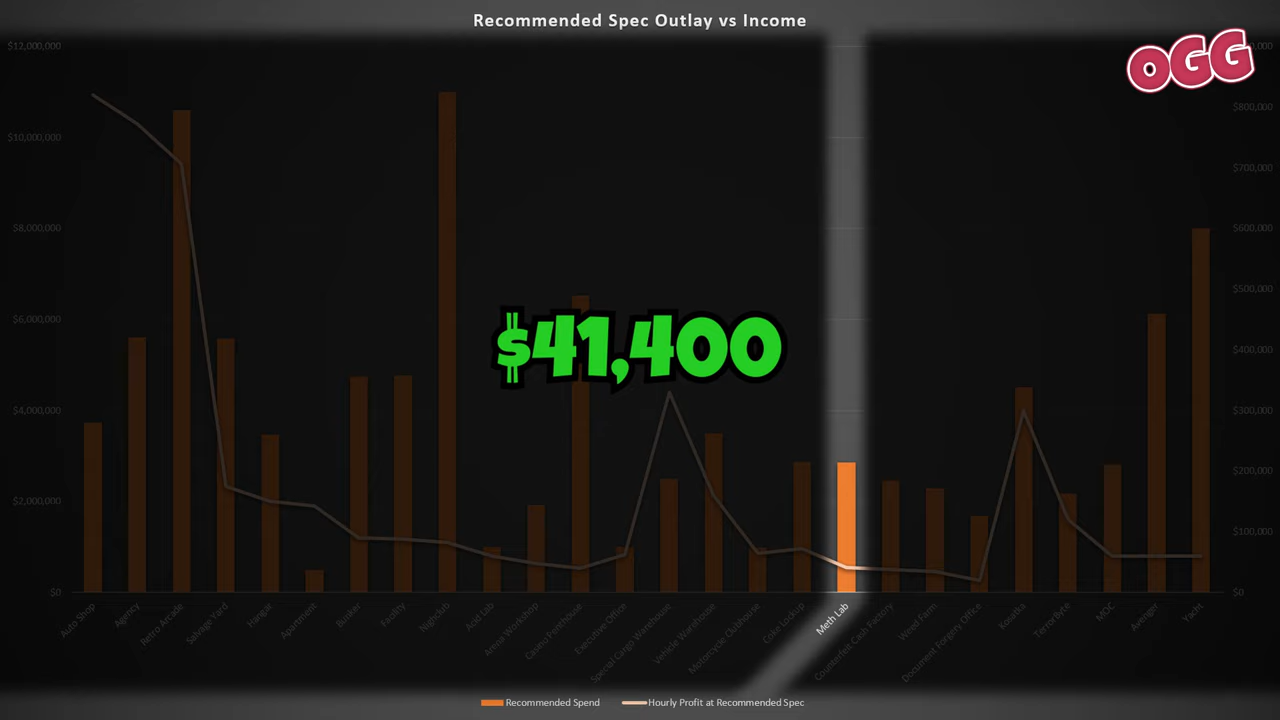 Recommended Spec Outlay vs Income
OGG
$12,000,000
$10,000,000
$8,000,000
$6,000,000
$4,000,000
$2,000,000
$0
$800,000
$700,000
$600,000
$500,000
$400,000
$300,000
$200,000
$100,000
$0
$41,400
Auto Shop
Agency
Retro Arcade
Salvage Yard
Hangar
Apartment
Bunker
Facility
Nightclub
Acid Lab
Arena Workshop
Casino Penthouse
Executive Office
Special Cargo Warehouse
Vehicle Warehouse
Motorcycle Clubhouse
Coke Lockup
Meth Lab
Counterfeit Cash Factory
Weed Farm
Document Forgery Office
Kosatka
Terrorbyte
MOC
Avenger
Yacht
Recommended Spend
Hourly Profit at Recommended Spec